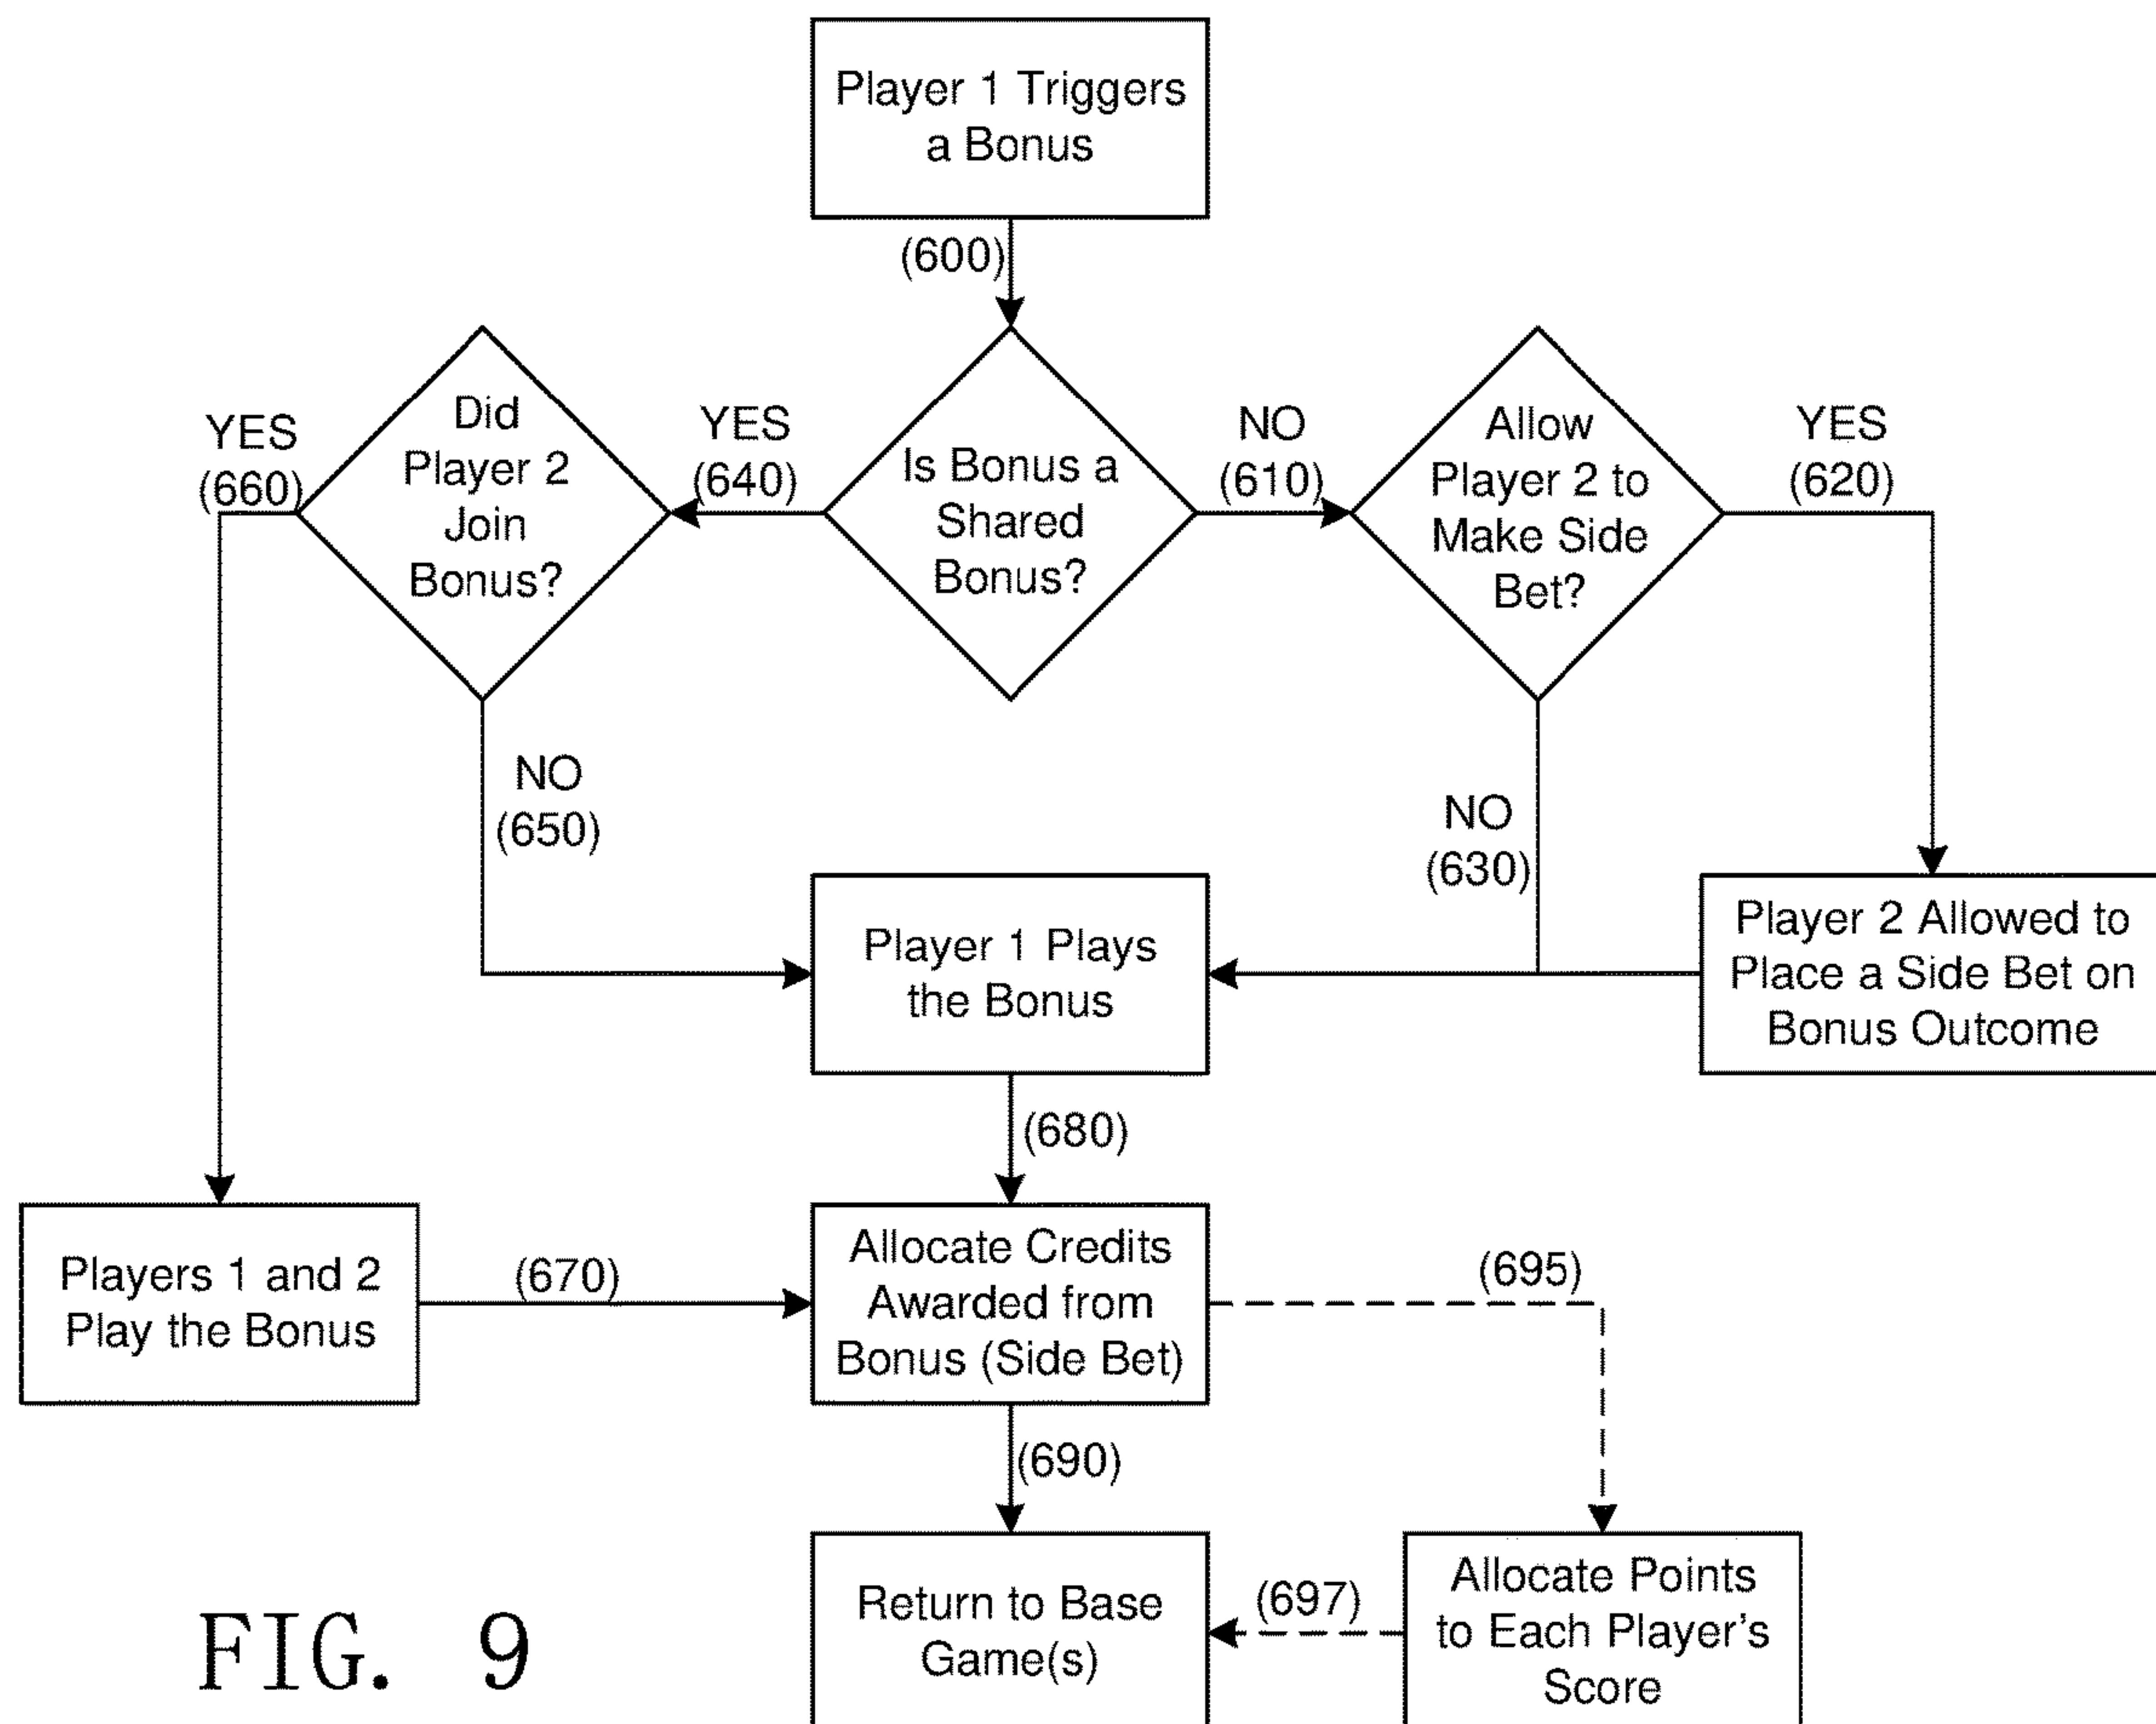 Player 1 Triggers
a Bonus
(600)
Did
Player 2
Join
Bonus?
YES
(660)
YES
(640)
Is Bonus a
Shared
Bonus?
NO
(610)
Allow
Player 2 to
Make Side
Bet?
YES
(620)
NO
(650)
NO
(630)
Player 1 Plays
the Bonus
Player 2 Allowed to
Place a Side Bet on
Bonus Outcome
(680)
Players 1 and 2
Play the Bonus
(670)
Allocate Credits
Awarded from
Bonus (Side Bet)
(695)
(690)
Return to Base
Game(s)
(697)
Allocate Points
to Each Player's
Score
FIG. 9